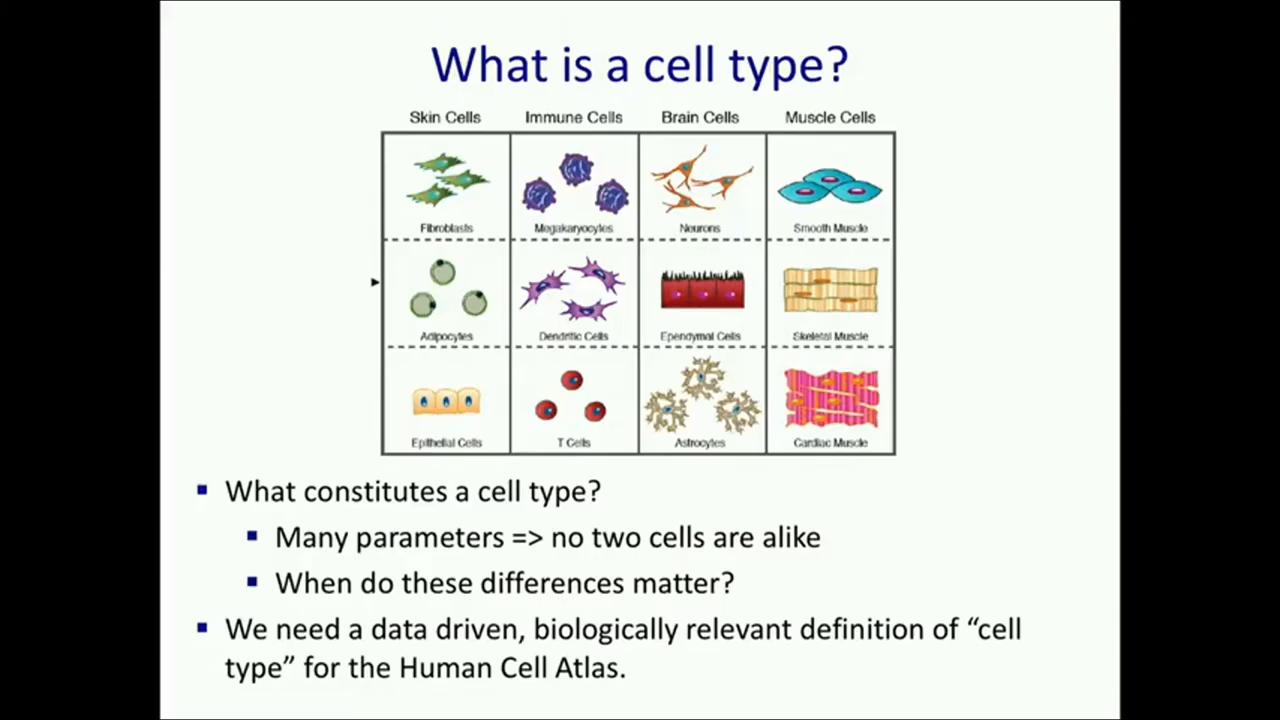 What is a cell type?
Skin Cells Immune Cells Brain Cells Muscle Cells
Fibroblasts Megakaryocytes Neurons Smooth Muscle
Adipocytes Dendritic Cells Ependymal Cells Skeletal Muscle
Epithelial Cells T Cells Astrocytes Cardiac Muscle
▪ What constitutes a cell type?
▪ Many parameters => no two cells are alike
▪ When do these differences matter?
▪ We need a data driven, biologically relevant definition of “cell
type” for the Human Cell Atlas.